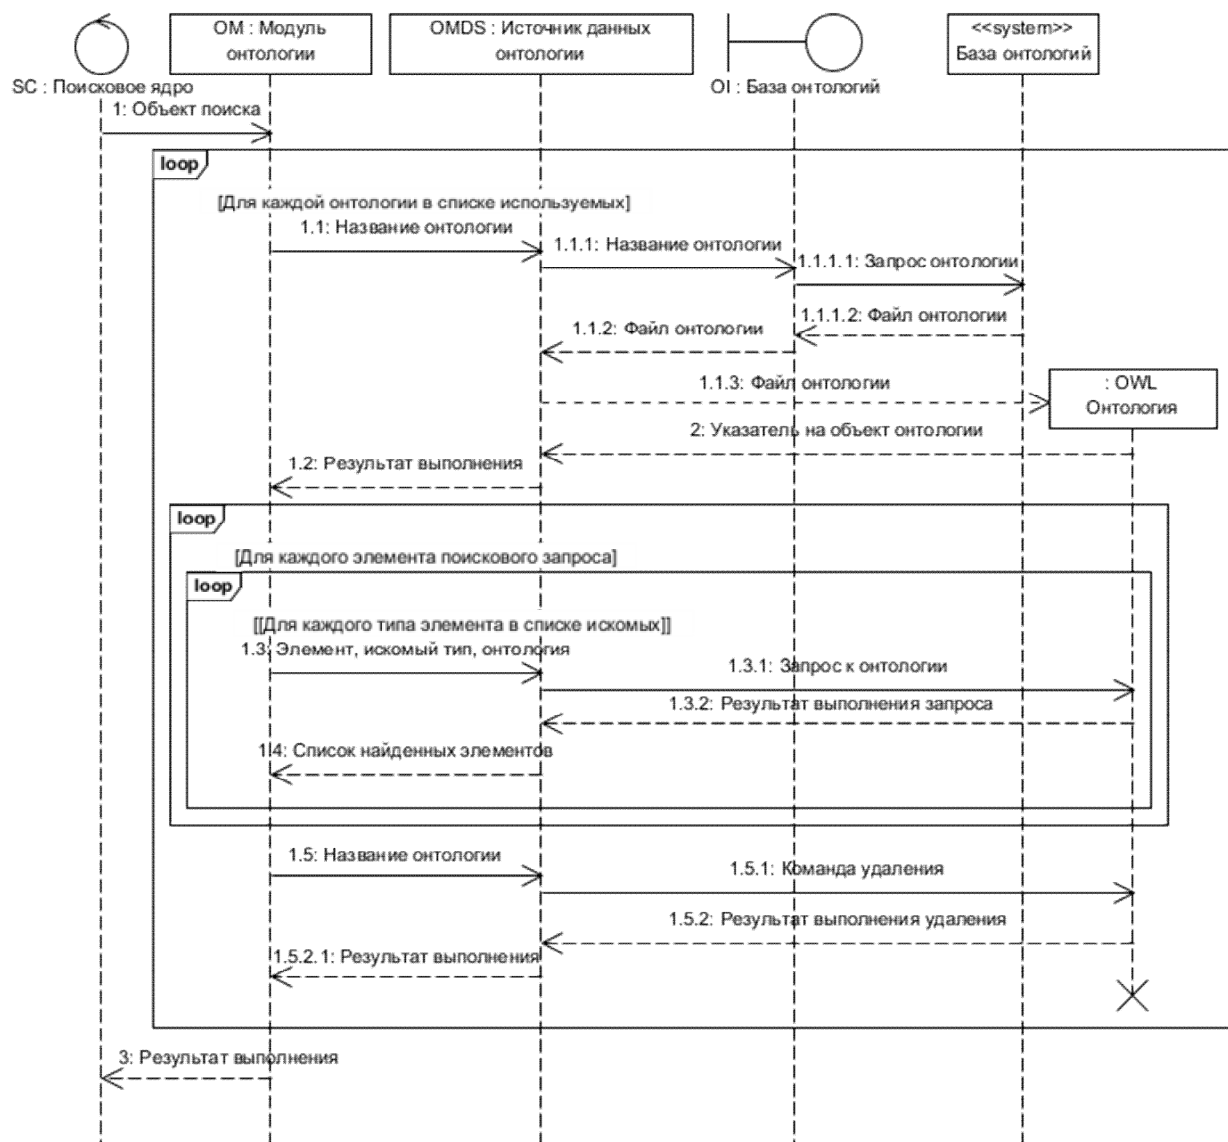 OM : Модуль
онтологии
OMDS : Источник данных
онтологии
<<system>>
База онтологий
SC : Поисковое ядро
OI : База онтологий
1: Объект поиска
loop
[Для каждой онтологии в списке используемых]
1.1: Название онтологии
1.1.1: Название онтологии
1.1.1.1: Запрос онтологии
1.1.1.2: Файл онтологии
1.1.2: Файл онтологии
1.1.3: Файл онтологии
: OWL
Онтология
2: Указатель на объект онтологии
1.2: Результат выполнения
loop
[Для каждого элемента поискового запроса]
loop
[[Для каждого типа элемента в списке искомых]]
1.3: Элемент, искомый тип, онтология
1.3.1: Запрос к онтологии
1.3.2: Результат выполнения запроса
1.4: Список найденных элементов
1.5: Название онтологии
1.5.1: Команда удаления
1.5.2: Результат выполнения удаления
1.5.2.1: Результат выполнения
3: Результат выполнения